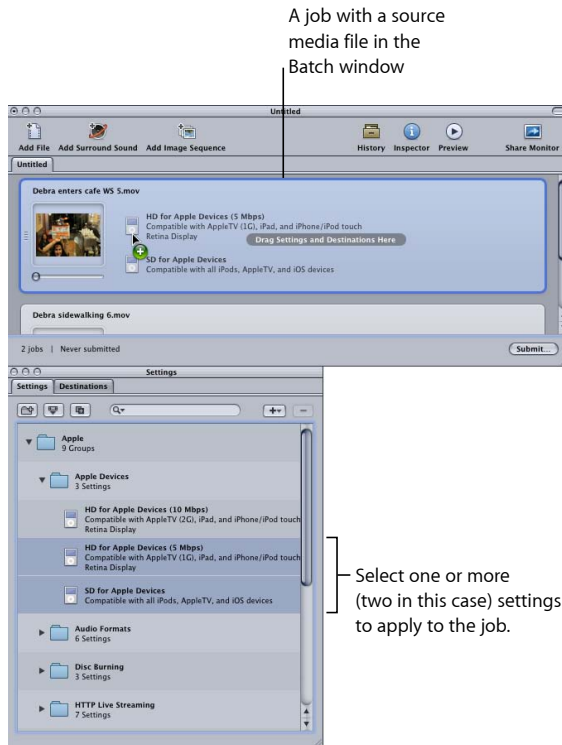 A job with a source
media file in the
Batch window
Untitled
Add File Add Surround Sound Add Image Sequence History Inspector Preview Share Monitor
Untitled
Debra enters cafe WS 5.mov
HD for Apple Devices (5 Mbps)
Compatible with AppleTV (1G), iPad, and iPhone/iPod touch
Retina Display
Drag Settings and Destinations Here
SD for Apple Devices
Compatible with all iPods, AppleTV, and iOS devices
Debra sidewalking 6.mov
2 jobs | Never submitted
Submit...
Settings
Settings Destinations
Apple
9 Groups
Apple Devices
3 Settings
HD for Apple Devices (10 Mbps)
Compatible with AppleTV (2G), iPad, and iPhone/iPod touch
Retina Display
HD for Apple Devices (5 Mbps)
Compatible with AppleTV (1G), iPad, and iPhone/iPod touch
Retina Display
SD for Apple Devices
Compatible with all iPods, AppleTV, and iOS devices
Select one or more
(two in this case) settings
to apply to the job.
Audio Formats
6 Settings
Disc Burning
3 Settings
HTTP Live Streaming
7 Settings